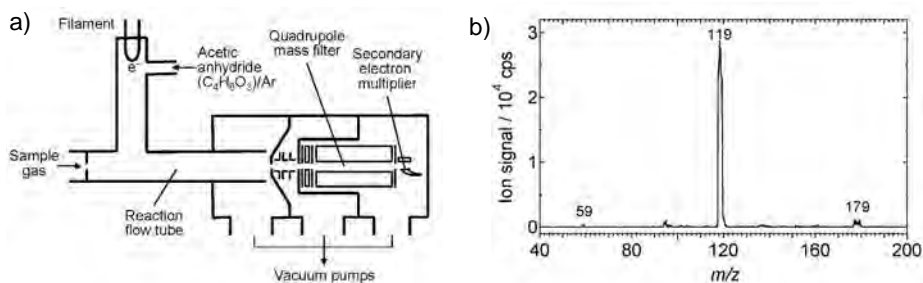 a)
Filament
e⁻
Acetic
anhydride
(C₄H₆O₃)/Ar
Quadrupole
mass filter
Secondary
electron
multiplier
Sample
gas
Reaction
flow tube
Vacuum pumps
b)
Ion signal / 10⁴ cps
3
2
1
0
119
59
179
40
80
120
160
200
m/z